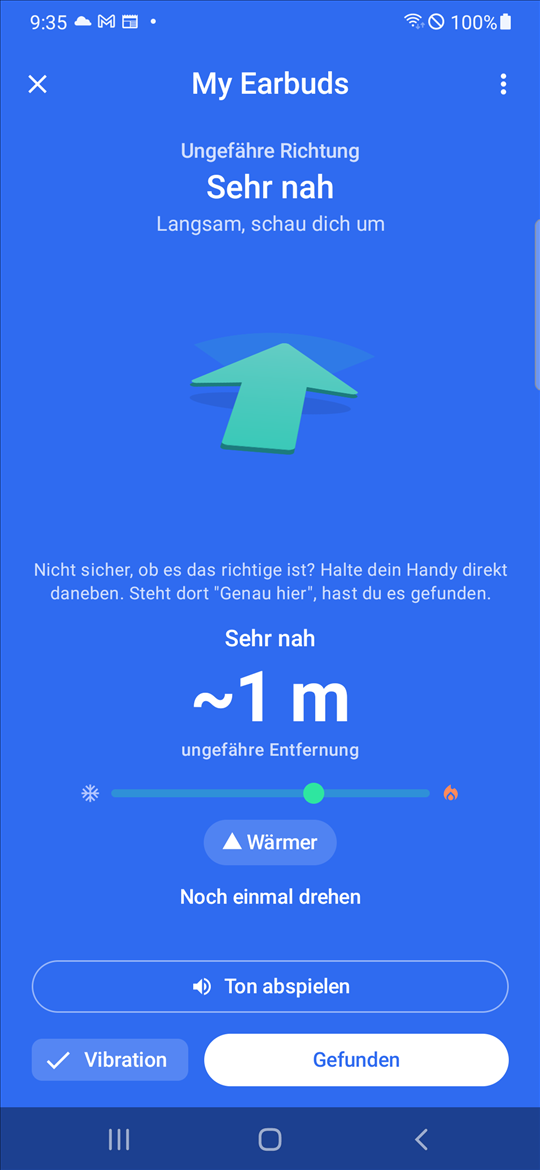 9:35
100%
My Earbuds
Ungefähre Richtung
Sehr nah
Langsam, schau dich um
Nicht sicher, ob es das richtige ist? Halte dein Handy direkt
daneben. Steht dort "Genau hier", hast du es gefunden.
Sehr nah
~1 m
ungefähre Entfernung
Wärmer
Noch einmal drehen
Ton abspielen
Vibration
Gefunden